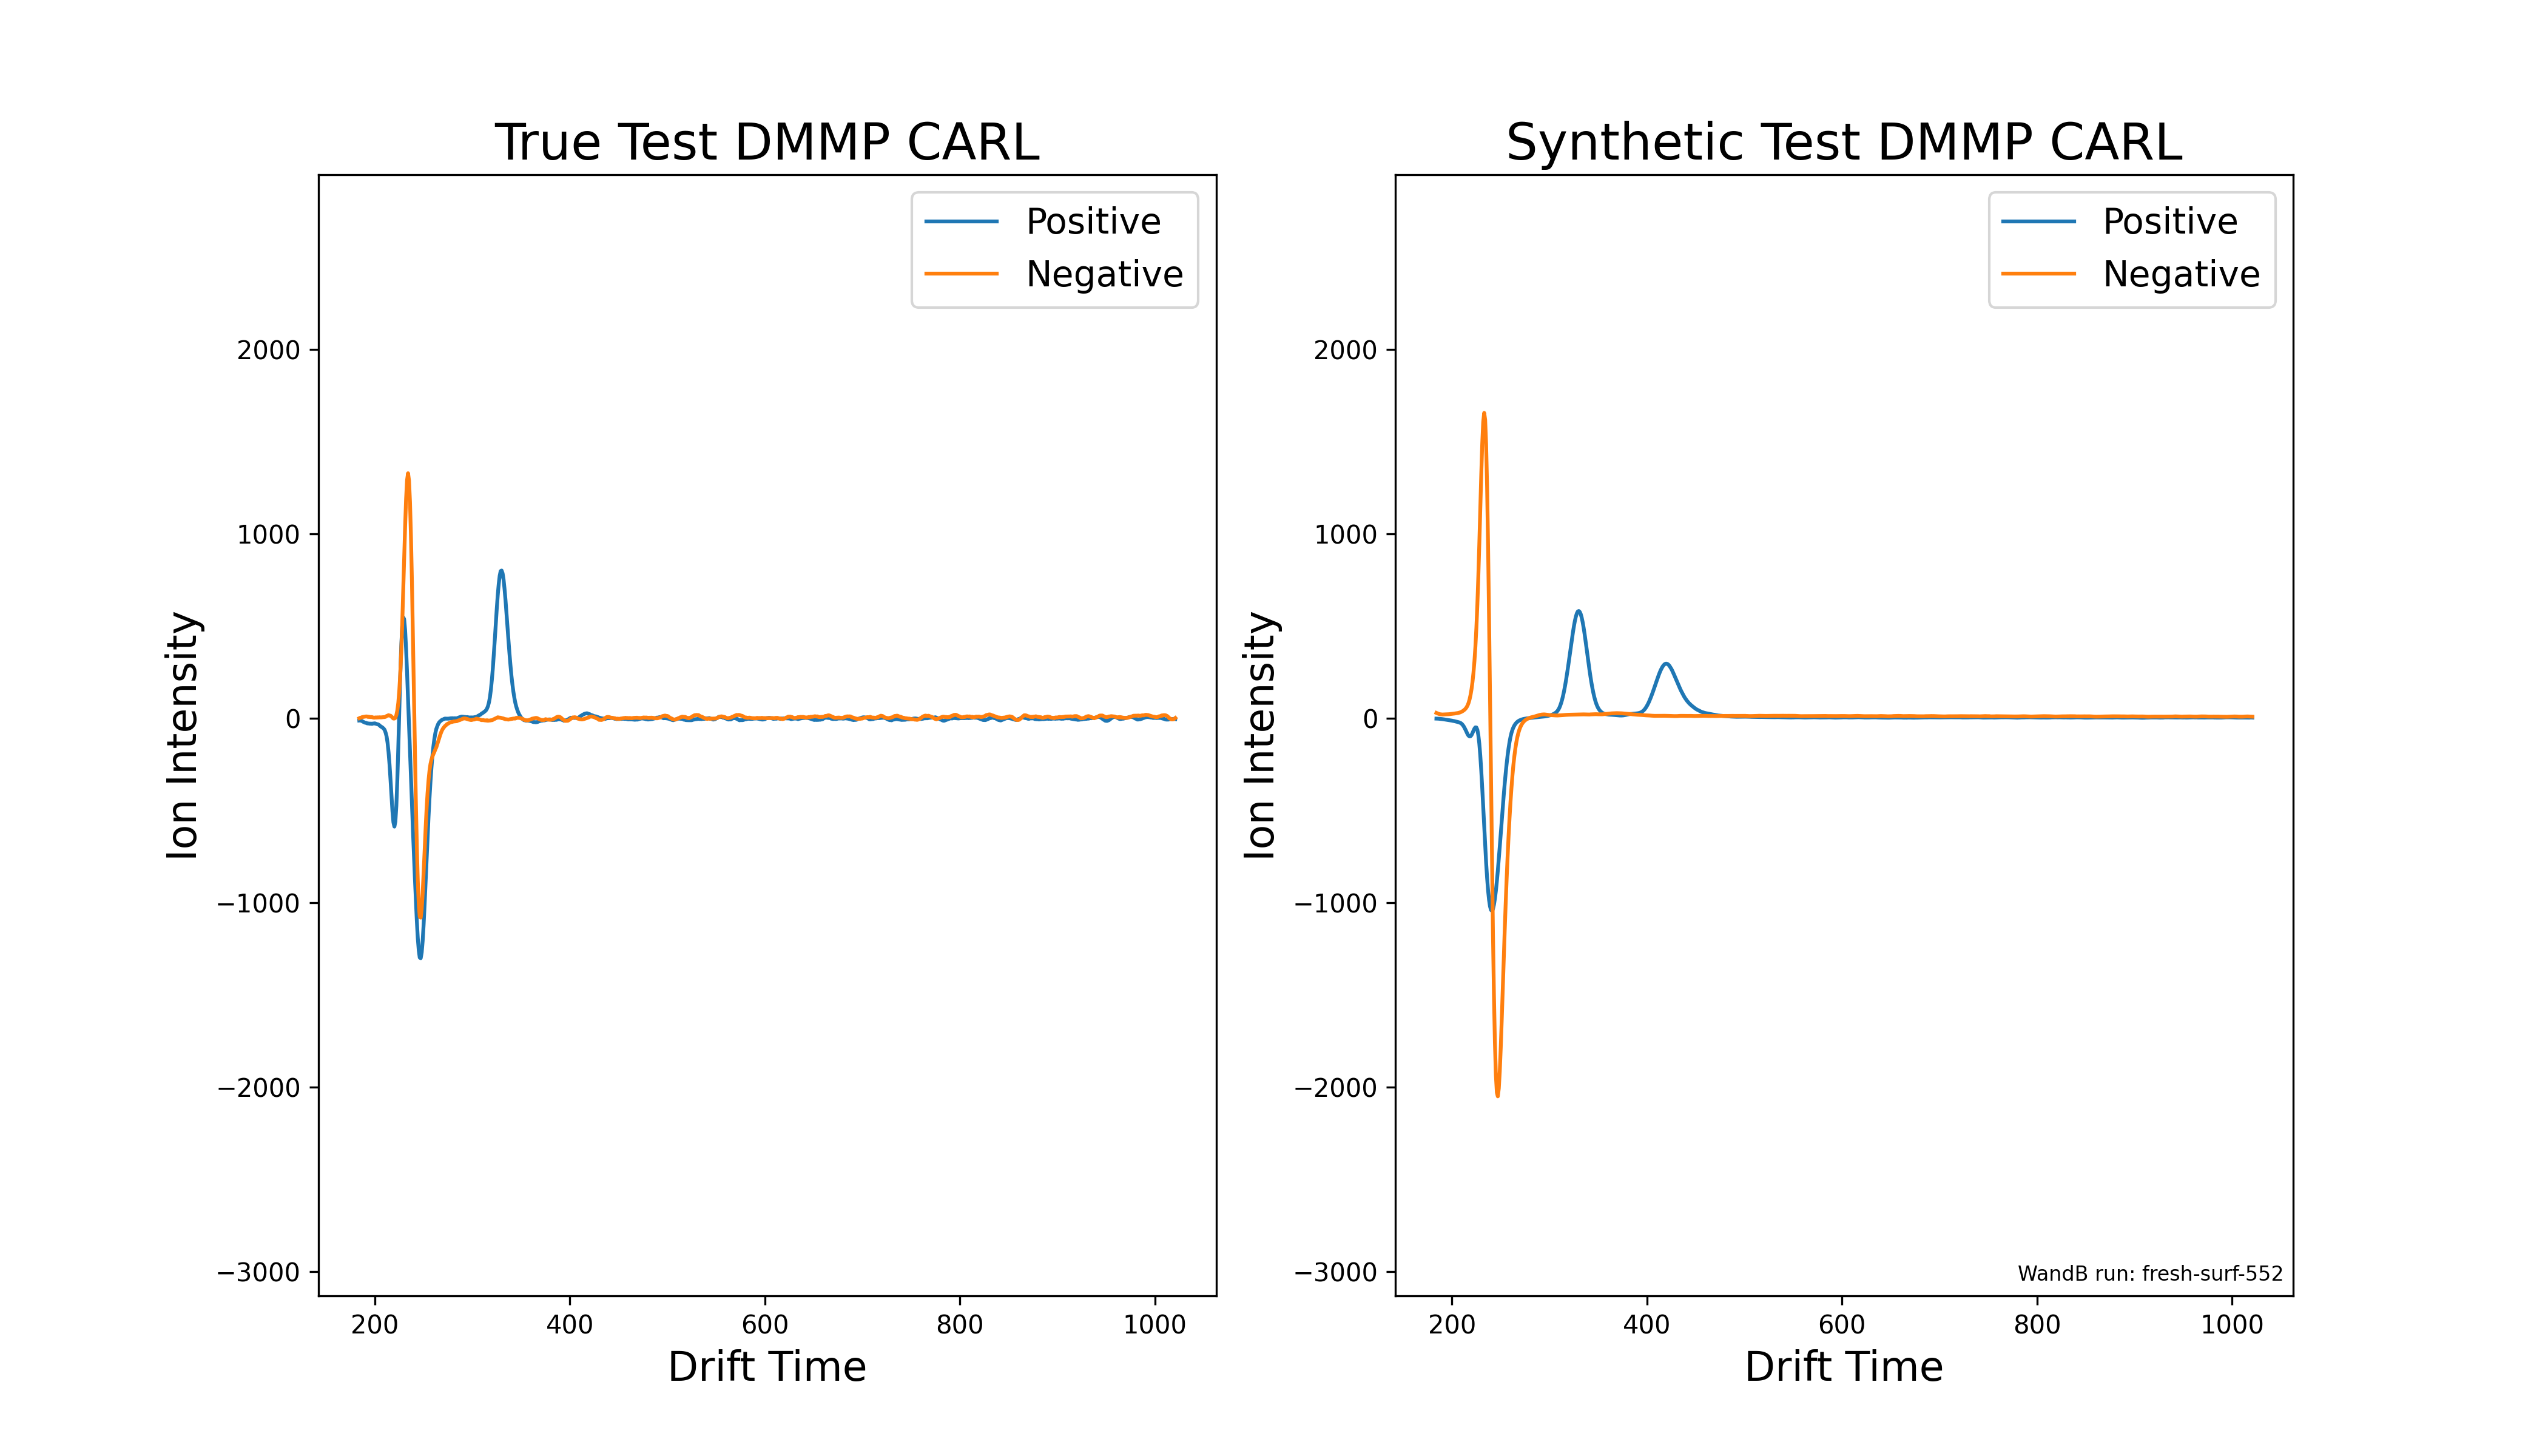 True Test DMMP CARL
Positive
Negative
2000
1000
0
−1000
−2000
−3000
Ion Intensity
200 400 600 800 1000
Drift Time
Synthetic Test DMMP CARL
Positive
Negative
2000
1000
0
−1000
−2000
−3000
Ion Intensity
WandB run: fresh-surf-552
200 400 600 800 1000
Drift Time